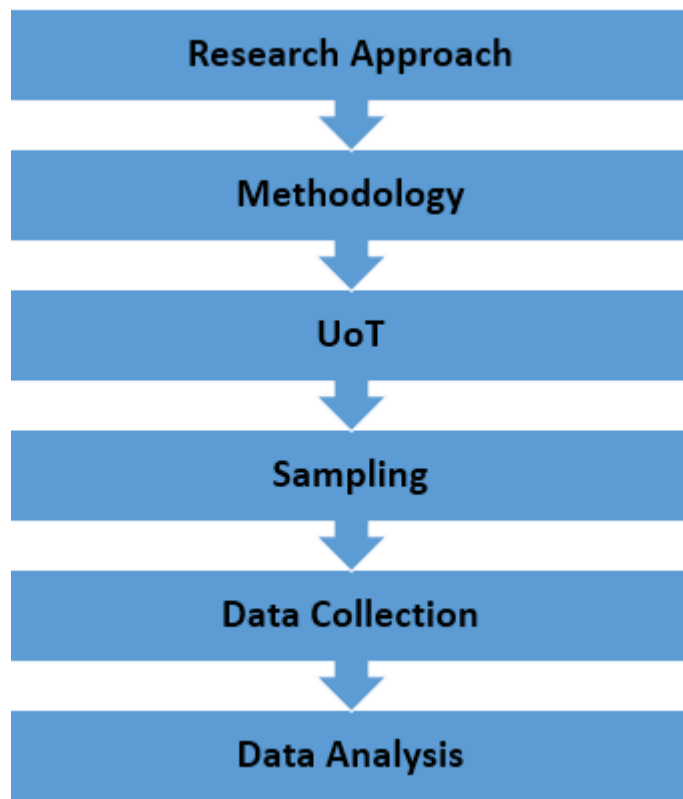 Research Approach
Methodology
UoT
Sampling
Data Collection
Data Analysis